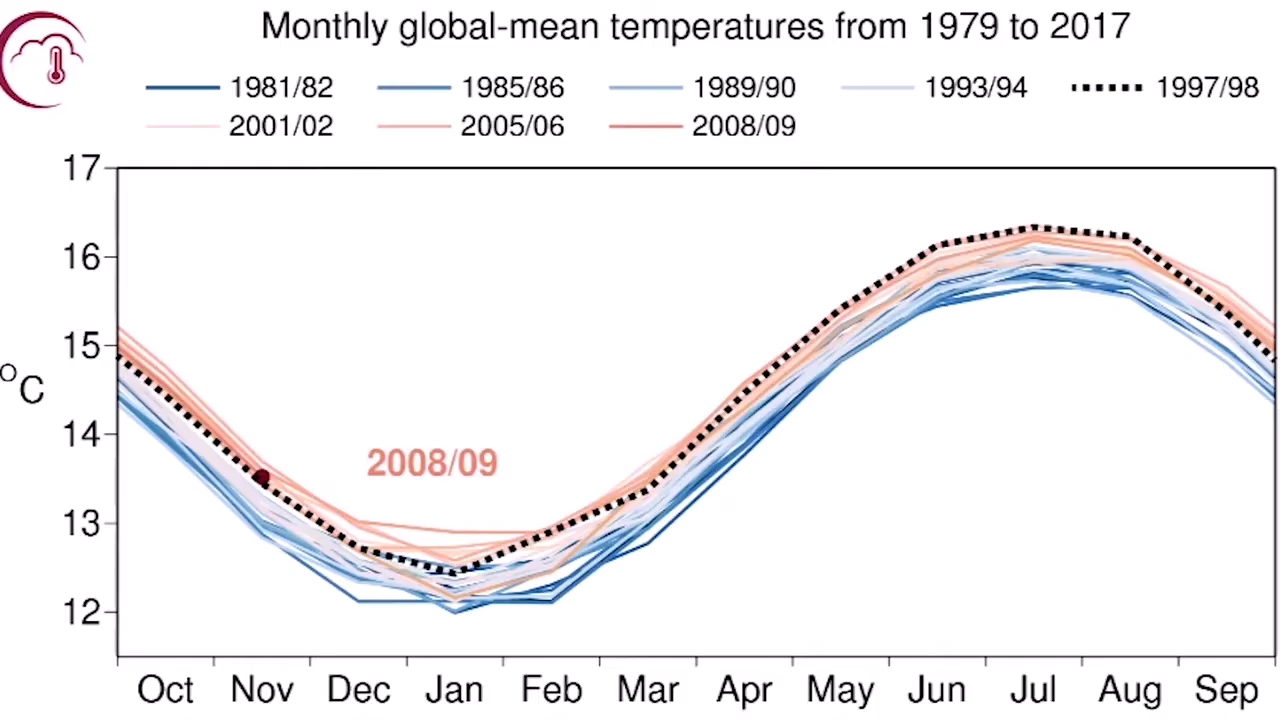 Monthly global-mean temperatures from 1979 to 2017
1981/82 1985/86 1989/90 1993/94 1997/98
2001/02 2005/06 2008/09
17
16
15
°C
14
2008/09
13
12
Oct Nov Dec Jan Feb Mar Apr May Jun Jul Aug Sep